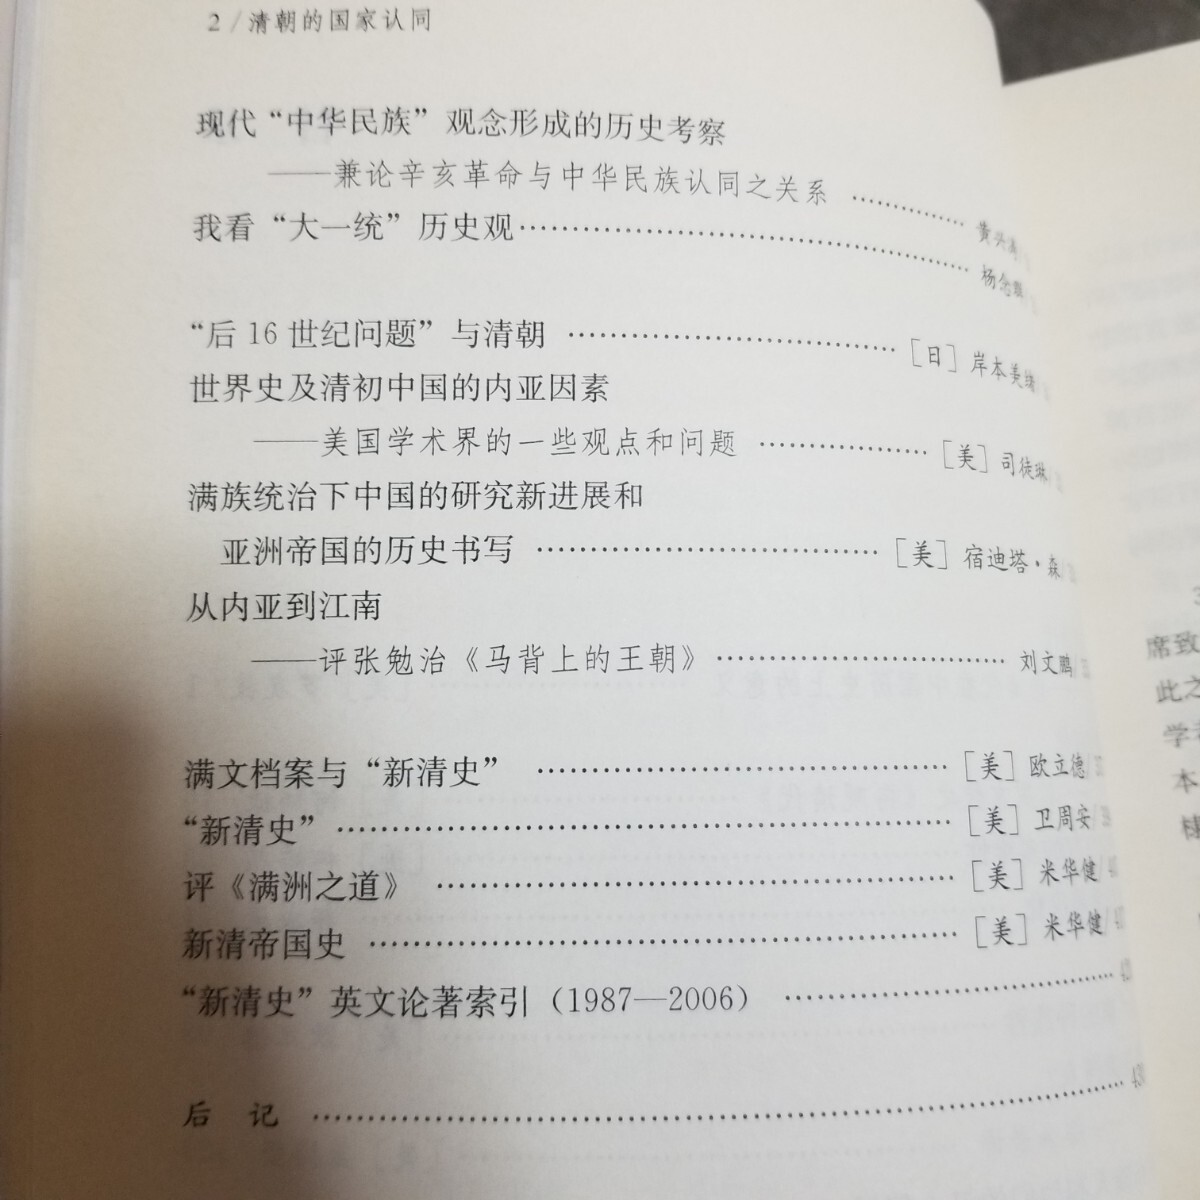 2 / 清朝的国家认同
现代“中华民族”观念形成的历史考察
——兼论辛亥革命与中华民族认同之关系 …………… 黄兴涛
我看“大一统”历史观…………………………………… 杨念群
“后16世纪问题”与清朝 ……………………………… [日] 岸本美绪
世界史及清初中国的内亚因素
——美国学术界的一些观点和问题 ………………… [美] 司徒琳
满族统治下中国的研究新进展和
亚洲帝国的历史书写 ……………………………… [美] 宿迪塔·森
从内亚到江南
——评张勉治《马背上的王朝》………………………… 刘文鹏
满文档案与“新清史” …………………………………… [美] 欧立德
“新清史” ……………………………………………………… [美] 卫周安
评《满洲之道》 ……………………………………………… [美] 米华健
新清帝国史 …………………………………………………… [美] 米华健
“新清史”英文论著索引(1987—2006) ………………………………
后 记 …………………………………………………………………………
席致
此之
学者
本